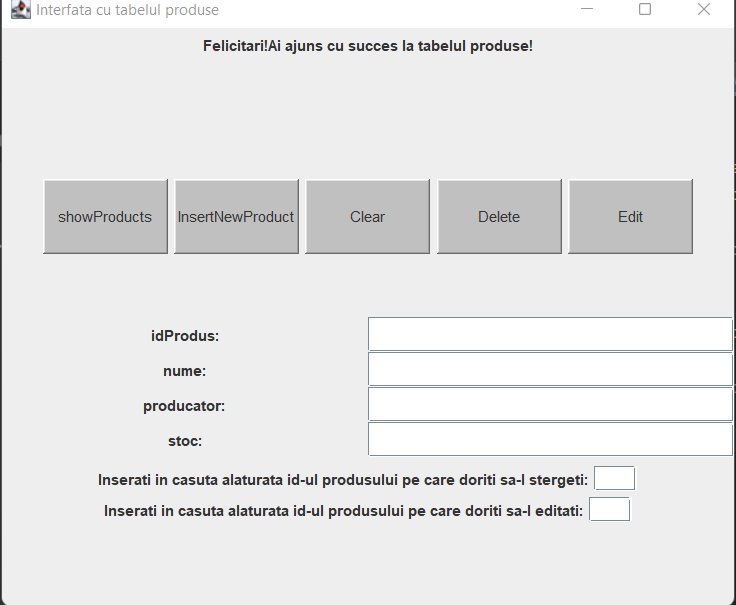 Interfata cu tabelul produse
Felicitari!Ai ajuns cu succes la tabelul produse!
showProducts InsertNewProduct Clear Delete Edit
idProdus:
nume:
producator:
stoc:
Inserati in casuta alaturata id-ul produsului pe care doriti sa-l stergeti:
Inserati in casuta alaturata id-ul produsului pe care doriti sa-l editati: